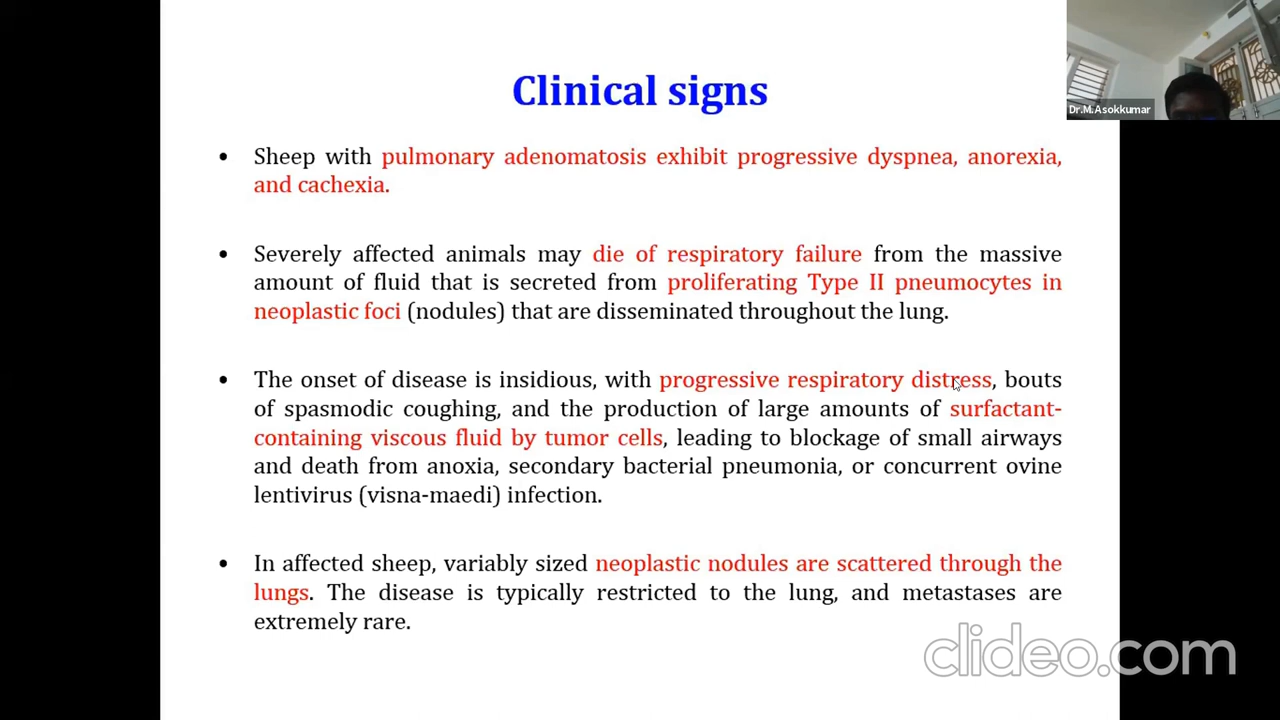 Clinical signs
Dr.M.Asokkumar
• Sheep with pulmonary adenomatosis exhibit progressive dyspnea, anorexia,
and cachexia.
• Severely affected animals may die of respiratory failure from the massive
amount of fluid that is secreted from proliferating Type II pneumocytes in
neoplastic foci (nodules) that are disseminated throughout the lung.
• The onset of disease is insidious, with progressive respiratory distress, bouts
of spasmodic coughing, and the production of large amounts of surfactant-
containing viscous fluid by tumor cells, leading to blockage of small airways
and death from anoxia, secondary bacterial pneumonia, or concurrent ovine
lentivirus (visna-maedi) infection.
• In affected sheep, variably sized neoplastic nodules are scattered through the
lungs. The disease is typically restricted to the lung, and metastases are
extremely rare.
clideo.com